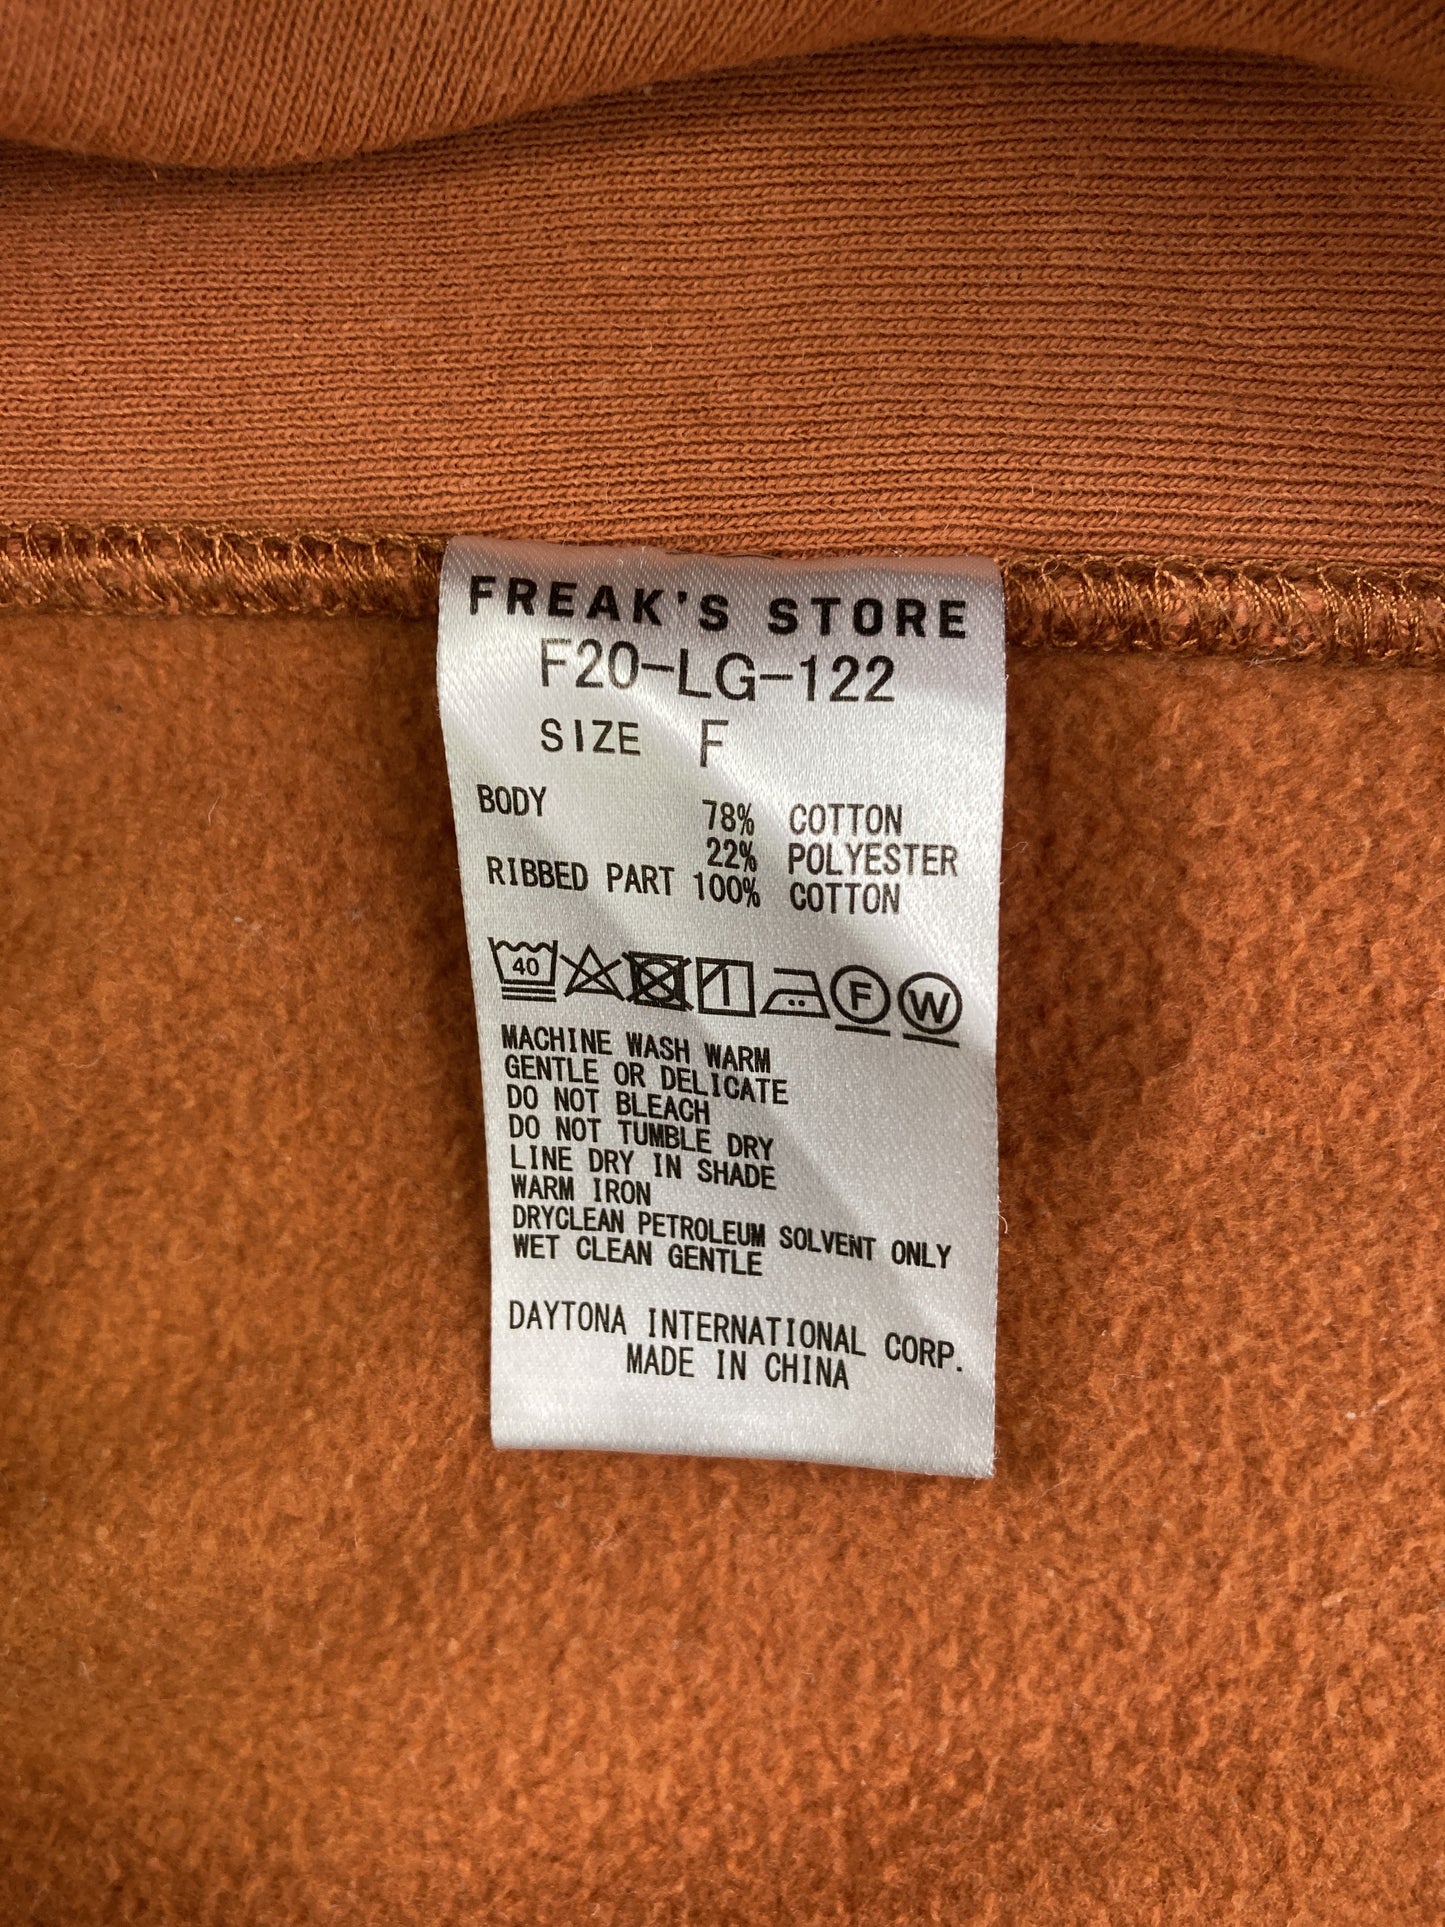 FREAK'S STORE
F20-LG-122
SIZE F
BODY 78% COTTON
22% POLYESTER
RIBBED PART 100% COTTON
40 F W
MACHINE WASH WARM
GENTLE OR DELICATE
DO NOT BLEACH
DO NOT TUMBLE DRY
LINE DRY IN SHADE
WARM IRON
DRYCLEAN PETROLEUM SOLVENT ONLY
WET CLEAN GENTLE
DAYTONA INTERNATIONAL CORP.
MADE IN CHINA